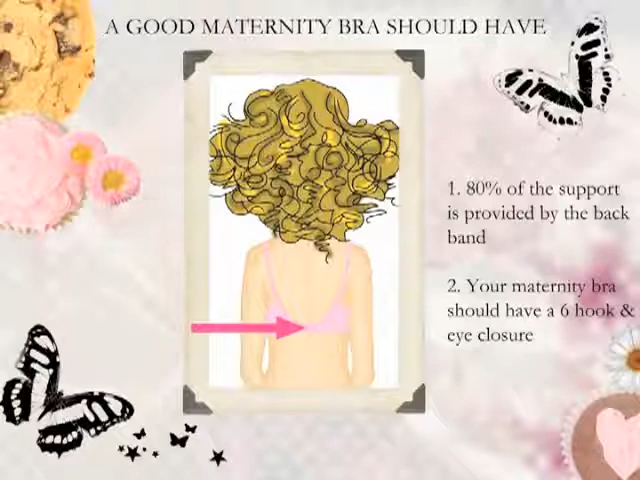 A GOOD MATERNITY BRA SHOULD HAVE
1. 80% of the support
is provided by the back
band
2. Your maternity bra
should have a 6 hook &
eye closure